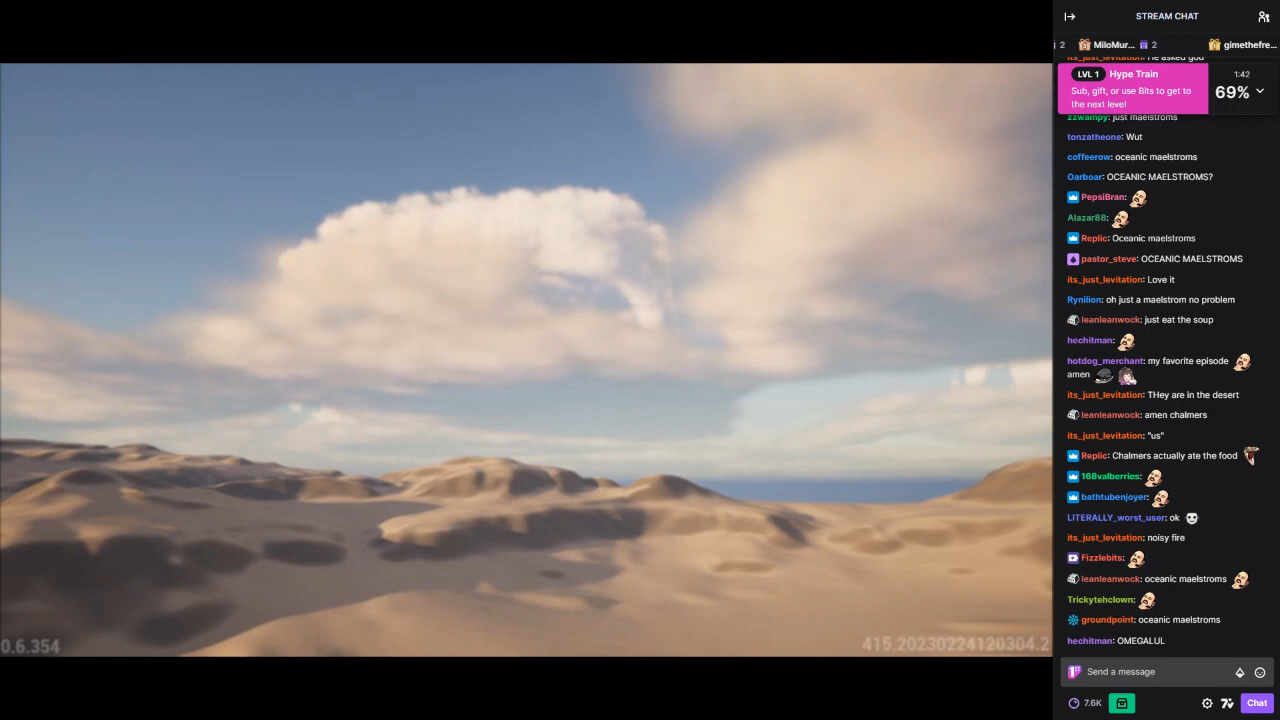 STREAM CHAT
2 MiloMur... 2 gimethefre...
its_just_levitation: He asked god
LVL 1 Hype Train 1:42
Sub, gift, or use Bits to get to
the next level
69%
zzwampy: just maelstroms
tonzatheone: Wut
coffeerow: oceanic maelstroms
Oarboar: OCEANIC MAELSTROMS?
PepsiBran:
Alazar88:
Replic: Oceanic maelstroms
pastor_steve: OCEANIC MAELSTROMS
its_just_levitation: Love it
Rynilion: oh just a maelstrom no problem
leanleanwock: just eat the soup
hechitman:
hotdog_merchant: my favorite episode
amen
its_just_levitation: THey are in the desert
leanleanwock: amen chalmers
its_just_levitation: "us"
Replic: Chalmers actually ate the food
168valberries:
bathtubenjoyer:
LITERALLY_worst_user: ok
its_just_levitation: noisy fire
Fizzlebits:
leanleanwock: oceanic maelstroms
Trickytehclown:
groundpoint: oceanic maelstroms
hechitman: OMEGALUL
0.6.354
415.20230224120304.2
Send a message
7.6K
Chat